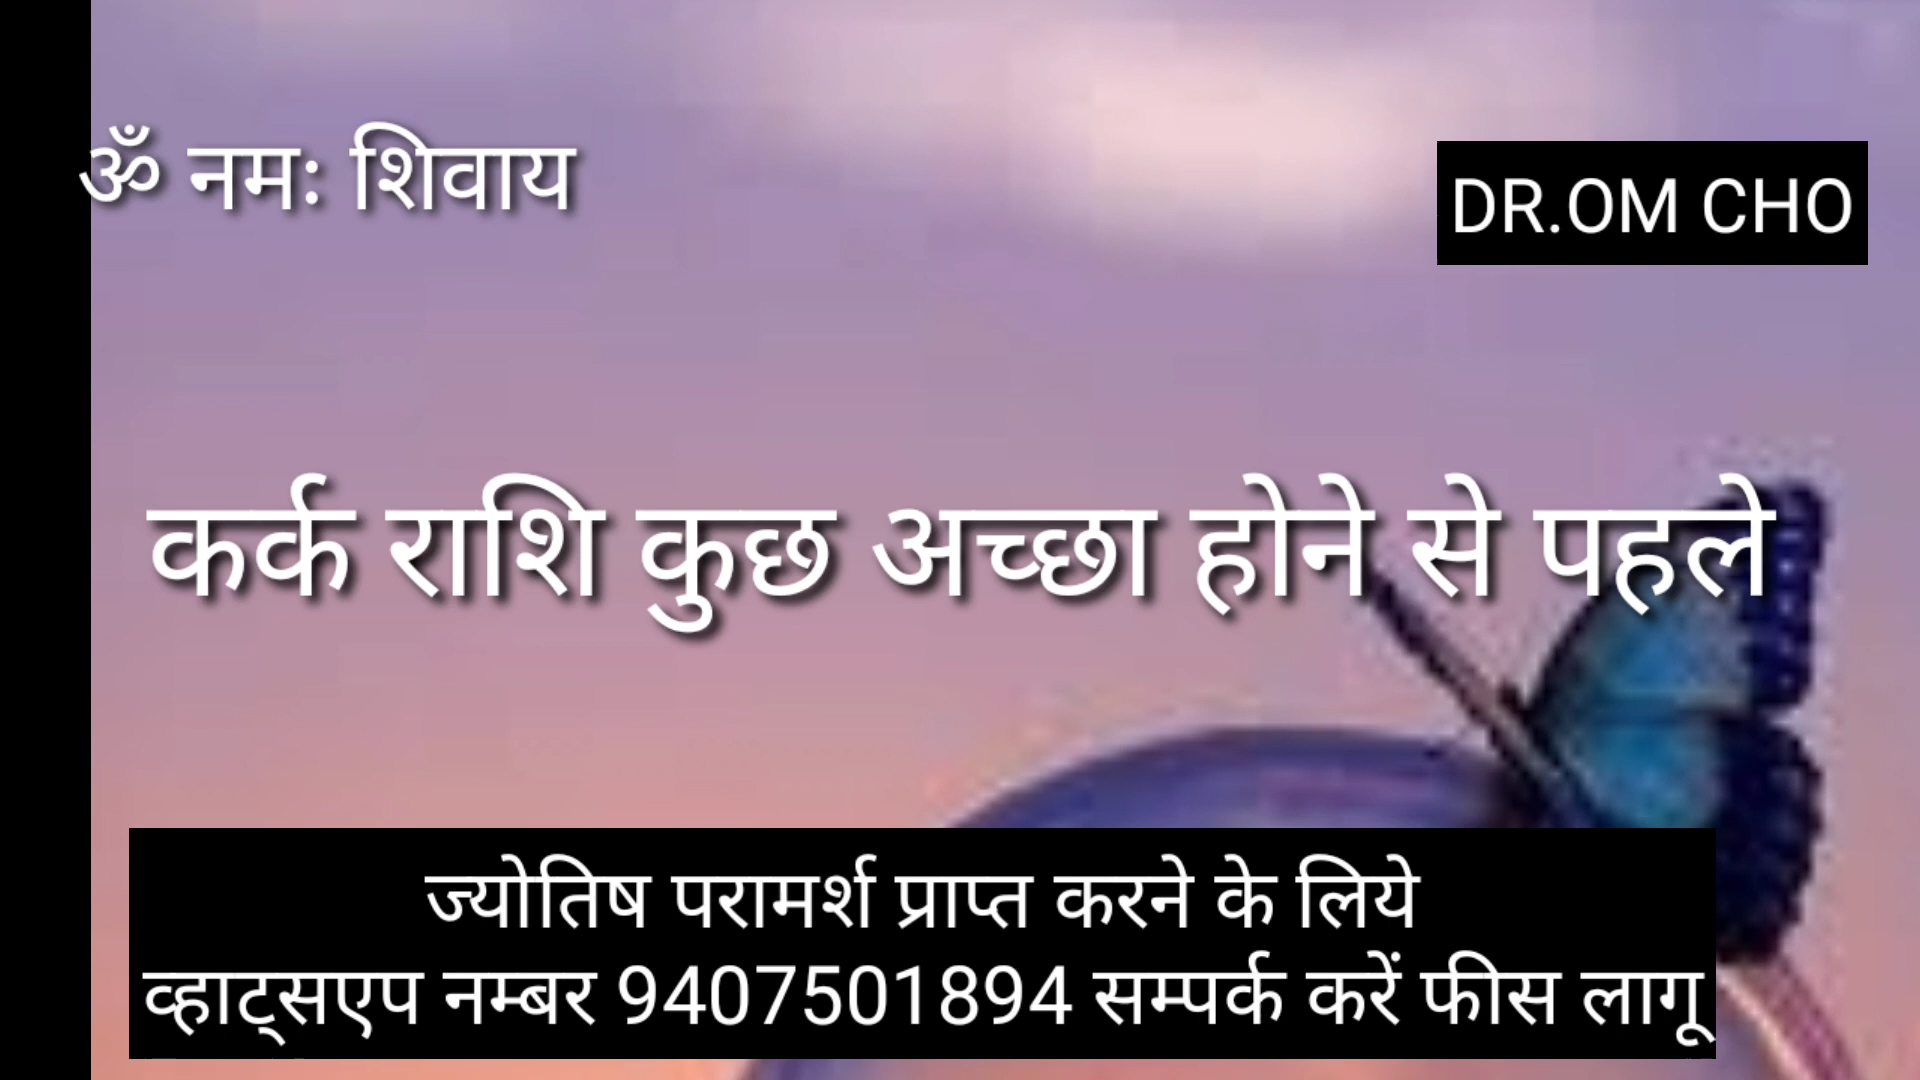 ॐ नमः शिवाय
DR.OM CHO
कर्क राशि कुछ अच्छा होने से पहले
ज्योतिष परामर्श प्राप्त करने के लिये
व्हाट्सएप नम्बर 9407501894 सम्पर्क करें फीस लागू